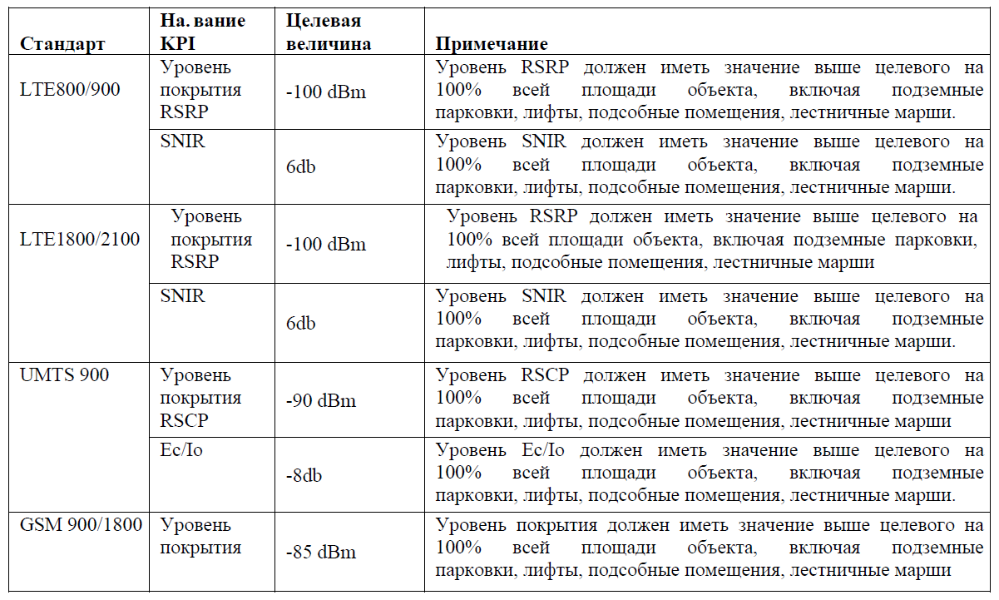 Стандарт
На. вание
KPI
Целевая
величина
Примечание
LTE800/900
Уровень
покрытия
RSRP
-100 dBm
Уровень RSRP должен иметь значение выше целевого на
100% всей площади объекта, включая подземные
парковки, лифты, подсобные помещения, лестничные марши.
SNIR
6db
Уровень SNIR должен иметь значение выше целевого на
100% всей площади объекта, включая подземные
парковки, лифты, подсобные помещения, лестничные марши.
LTE1800/2100
Уровень
покрытия
RSRP
-100 dBm
Уровень RSRP должен иметь значение выше целевого на
100% всей площади объекта, включая подземные парковки,
лифты, подсобные помещения, лестничные марши
SNIR
6db
Уровень SNIR должен иметь значение выше целевого на
100% всей площади объекта, включая подземные
парковки, лифты, подсобные помещения, лестничные марши.
UMTS 900
Уровень
покрытия
RSCP
-90 dBm
Уровень RSCP должен иметь значение выше целевого на
100% всей площади объекта, включая подземные
парковки, лифты, подсобные помещения, лестничные марши
Ec/Io
-8db
Уровень Ec/Io должен иметь значение выше целевого на
100% всей площади объекта, включая подземные
парковки, лифты, подсобные помещения, лестничные марши.
GSM 900/1800
Уровень
покрытия
-85 dBm
Уровень покрытия должен иметь значение выше целевого на
100% всей площади объекта, включая подземные
парковки, лифты, подсобные помещения, лестничные марши